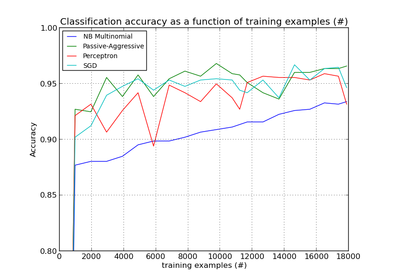 Classification accuracy as a function of training examples (#)
1.00
NB Multinomial
Passive-Aggressive
Perceptron
SGD
0.95
0.90
0.85
0.80
Accuracy
0 2000 4000 6000 8000 10000 12000 14000 16000 18000
training examples (#)